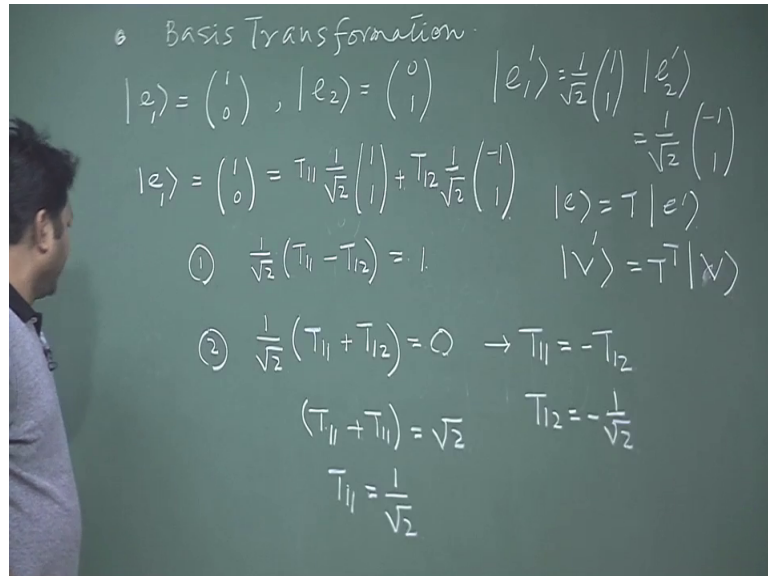 • Basis Transformation.
|e₁⟩ = (1 0), |e₂⟩ = (0 1) |e₁'⟩ = 1/√2 (1 1) |e₂'⟩
= 1/√2 (-1 1)
|e₁⟩ = (1 0) = T₁₁ 1/√2 (1 1) + T₁₂ 1/√2 (-1 1)
|e⟩ = T |e'⟩
① 1/√2 (T₁₁ - T₁₂) = 1.
|V'⟩ = Tᵀ |V⟩
② 1/√2 (T₁₁ + T₁₂) = 0 → T₁₁ = -T₁₂
(T₁₁ + T₁₁) = √2
T₁₂ = -1/√2
T₁₁ = 1/√2